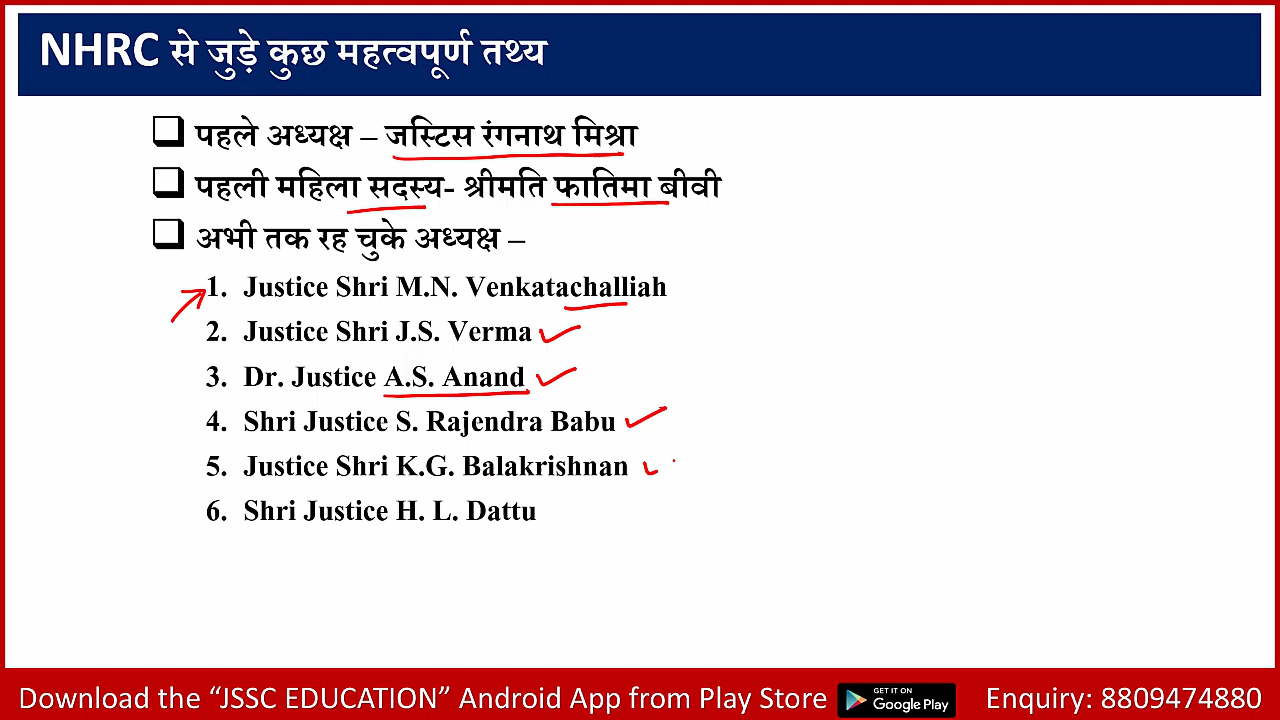 NHRC से जुड़े कुछ महत्वपूर्ण तथ्य
पहले अध्यक्ष – जस्टिस रंगनाथ मिश्रा
पहली महिला सदस्य- श्रीमति फातिमा बीवी
अभी तक रह चुके अध्यक्ष –
1. Justice Shri M.N. Venkatachalliah
2. Justice Shri J.S. Verma
3. Dr. Justice A.S. Anand
4. Shri Justice S. Rajendra Babu
5. Justice Shri K.G. Balakrishnan
6. Shri Justice H. L. Dattu
Download the “JSSC EDUCATION” Android App from Play Store GET IT ON Google Play Enquiry: 8809474880